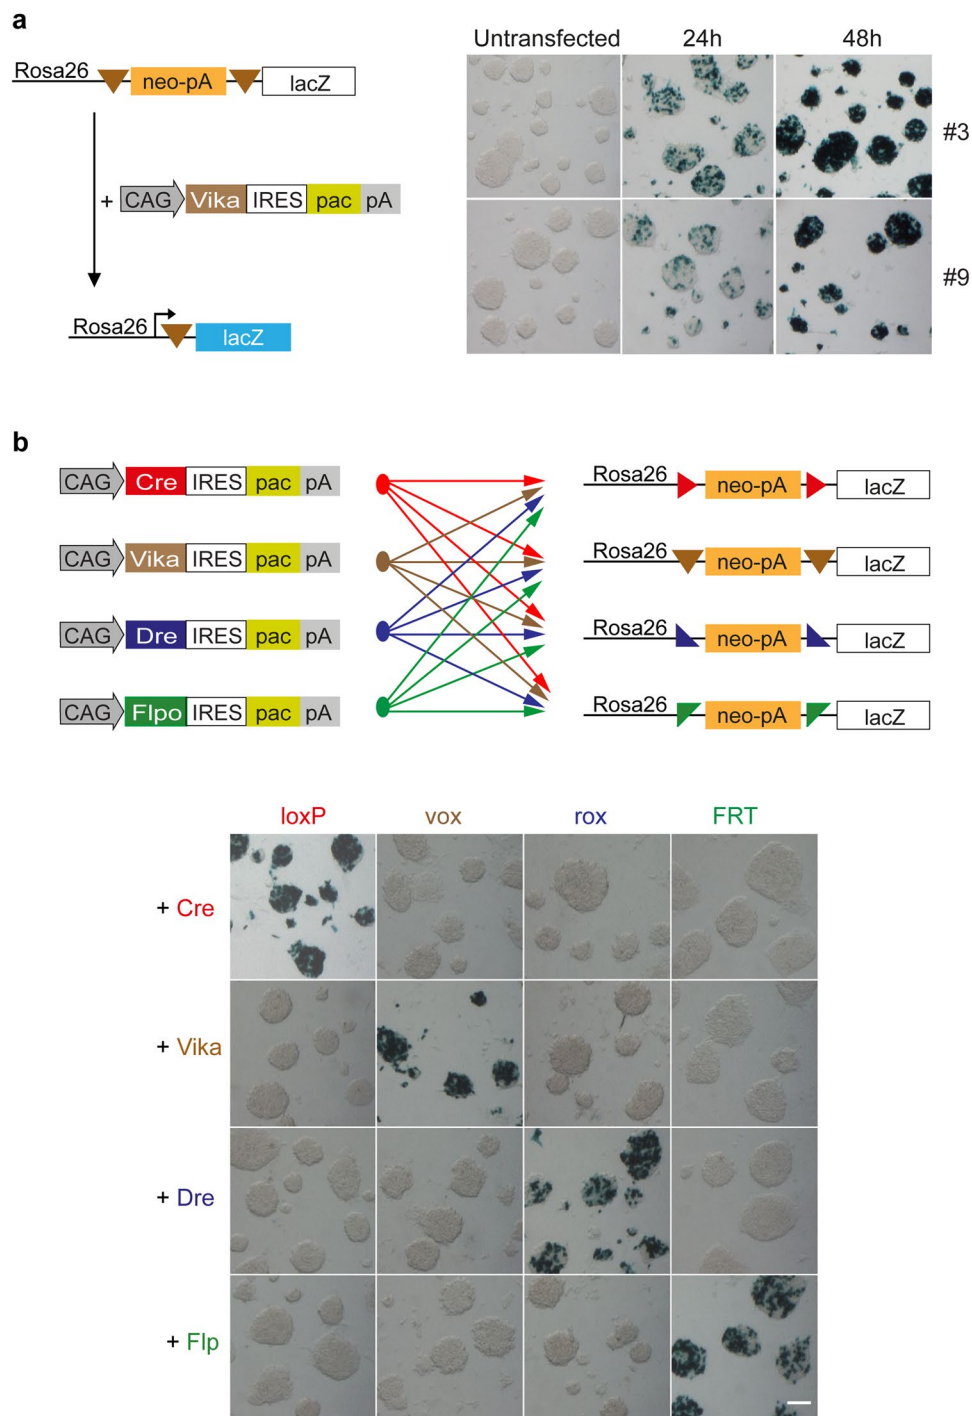 a
Untransfected 24h 48h
Rosa26 neo-pA lacZ
#3
+ CAG Vika IRES pac pA
#9
Rosa26 lacZ
b
CAG Cre IRES pac pA Rosa26 neo-pA lacZ
CAG Vika IRES pac pA Rosa26 neo-pA lacZ
CAG Dre IRES pac pA Rosa26 neo-pA lacZ
CAG Flpo IRES pac pA Rosa26 neo-pA lacZ
loxP vox rox FRT
+ Cre
+ Vika
+ Dre
+ Flp